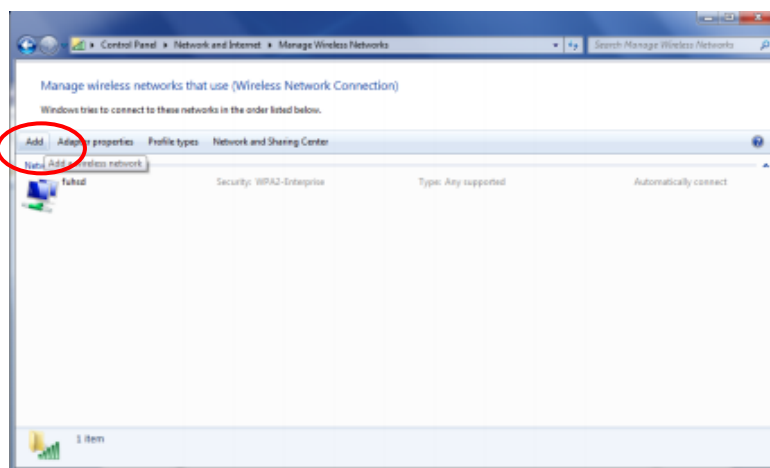 Control Panel ▸ Network and Internet ▸ Manage Wireless Networks
Search Manage Wireless Networks
Manage wireless networks that use (Wireless Network Connection)
Windows tries to connect to these networks in the order listed below.
Add Adapter properties Profile types Network and Sharing Center
Add a wireless network
fuhsd Security: WPA2-Enterprise Type: Any supported Automatically connect
1 item